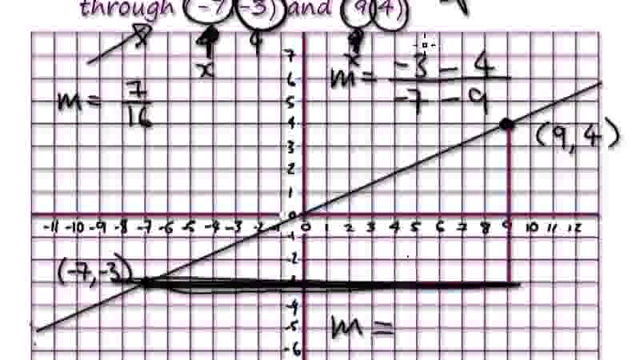 through (-7, -3) and (9, 4)
x
m = 7/16
m = -3 - 4 / -7 - 9
7
6
5
4
3
2
1
(9, 4)
-11 -10 -9 -8 -7 -6 -5 -4 -3 -2 -1 0 1 2 3 4 5 6 7 8 9 10 11 12
-1
-2
(-7, -3)
-4
-5
m =
-6